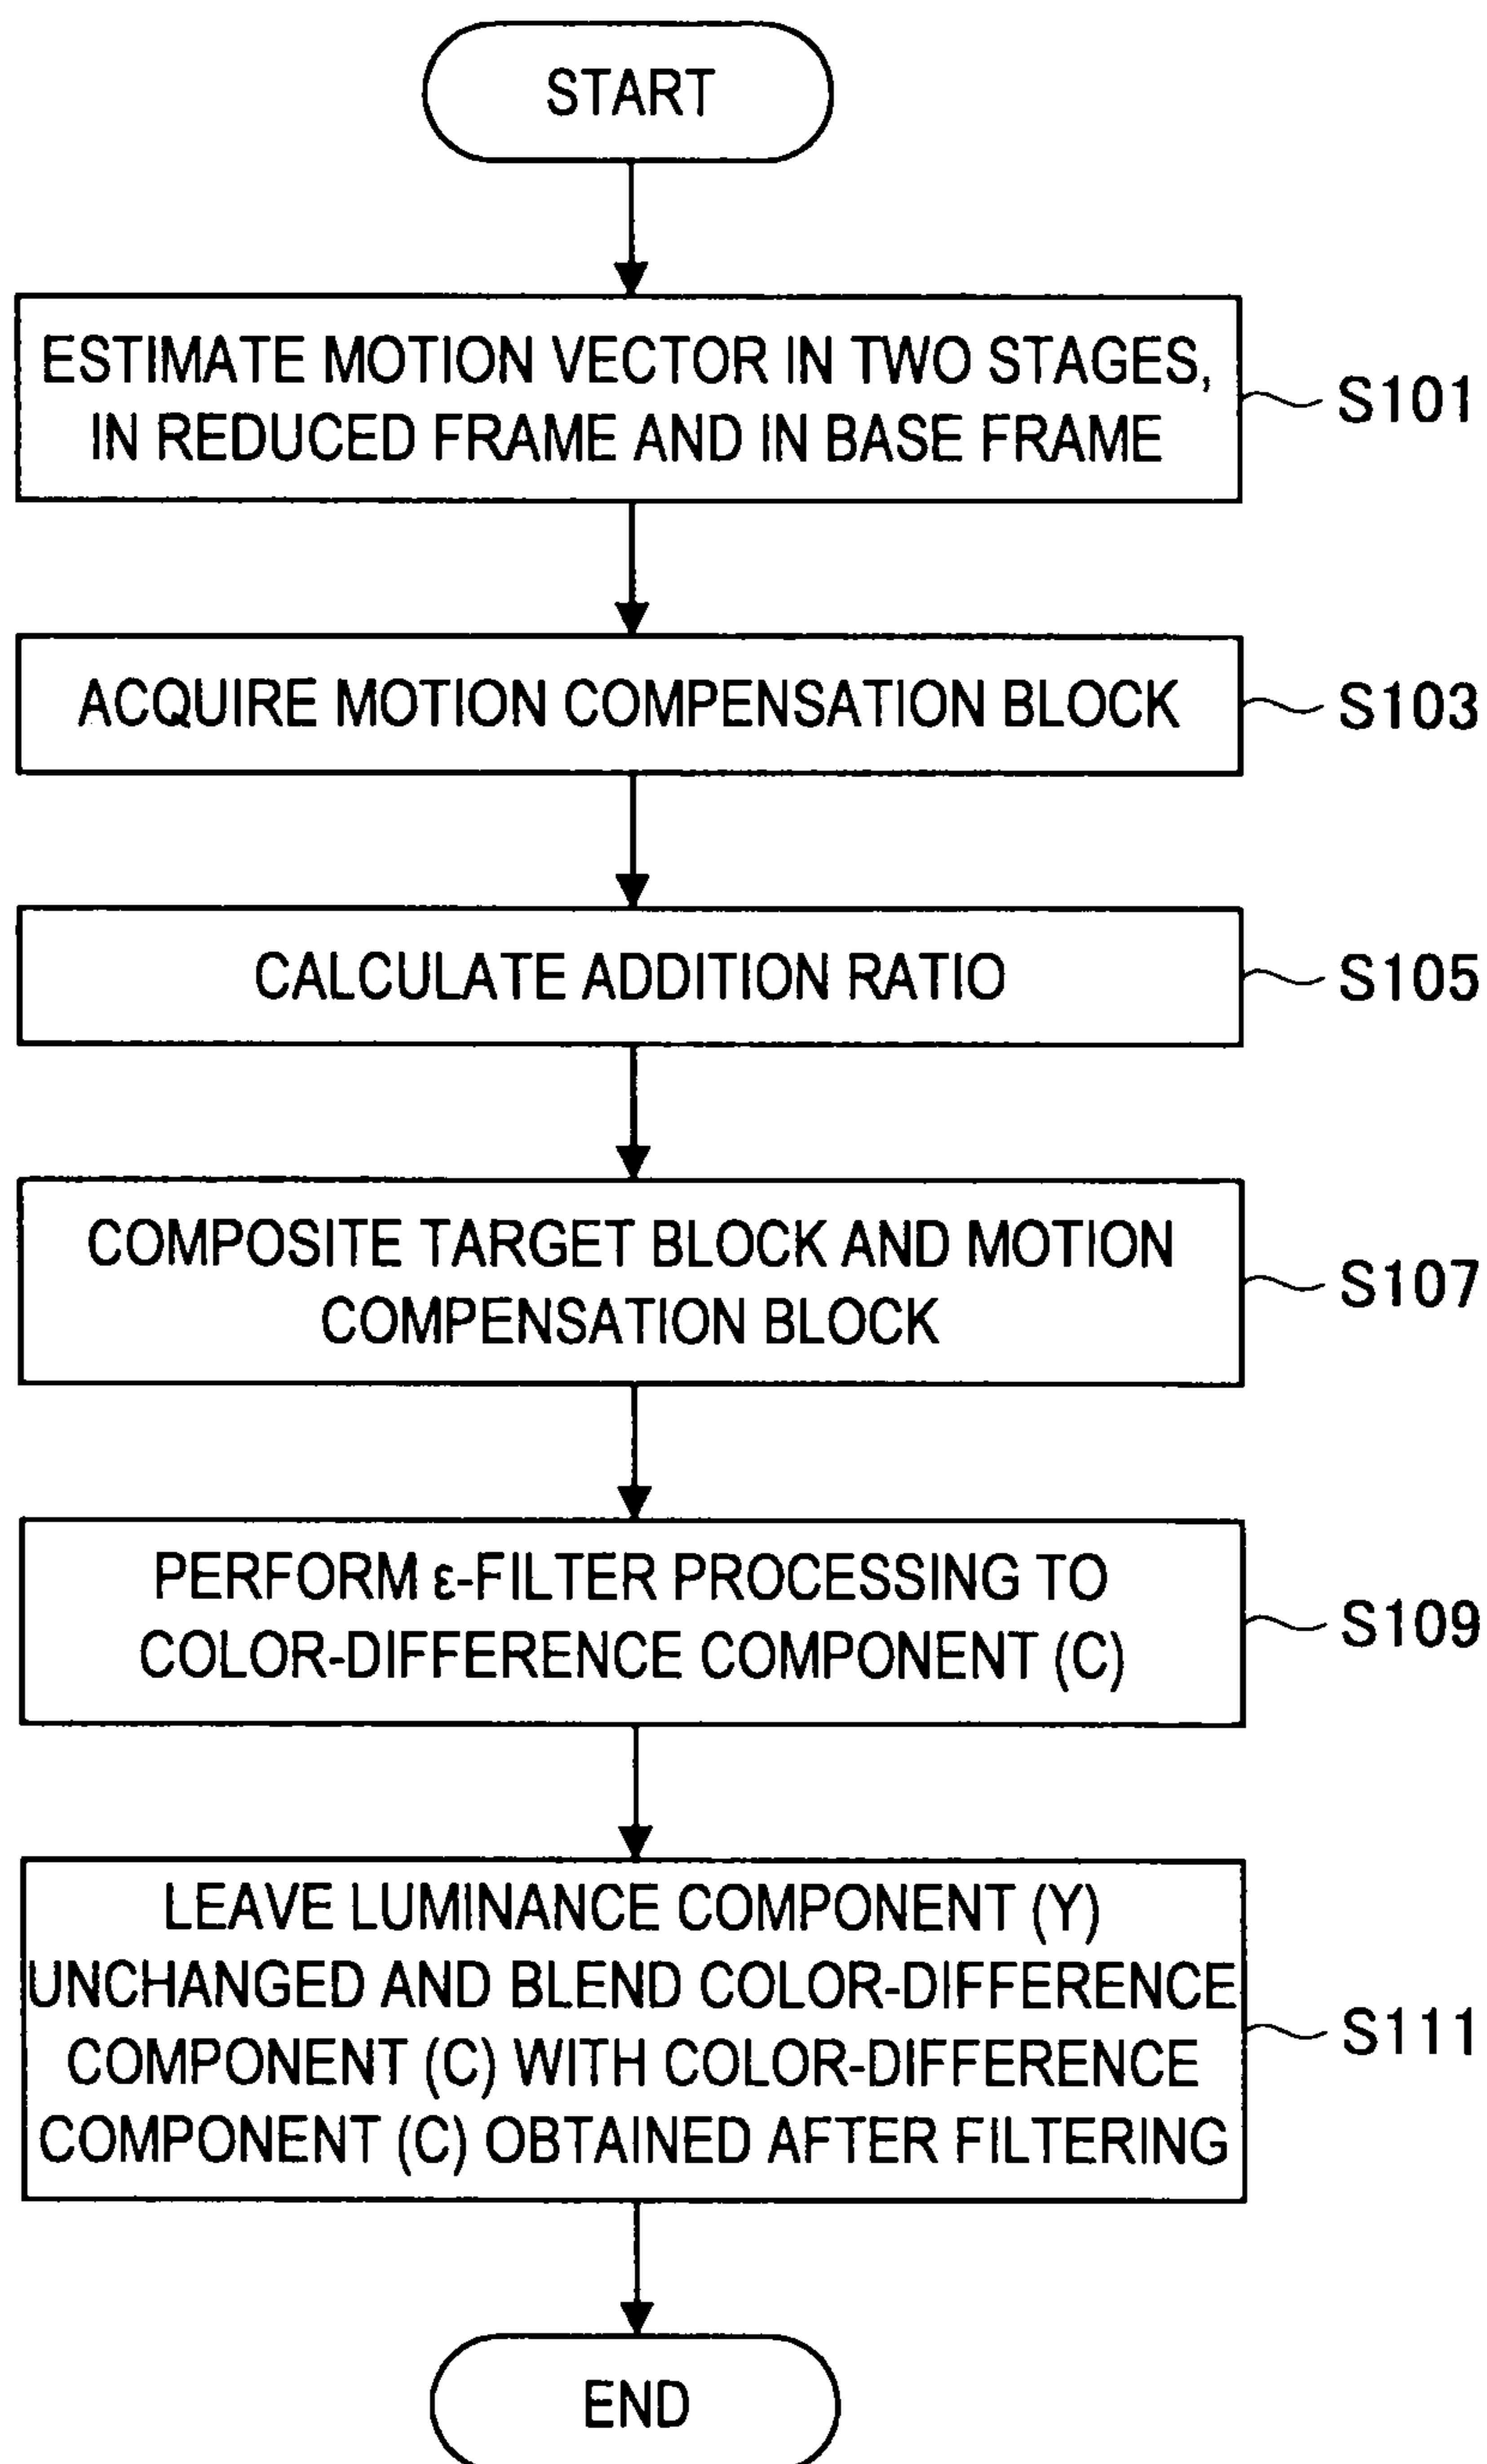 START
ESTIMATE MOTION VECTOR IN TWO STAGES,
IN REDUCED FRAME AND IN BASE FRAME
S101
ACQUIRE MOTION COMPENSATION BLOCK
S103
CALCULATE ADDITION RATIO
S105
COMPOSITE TARGET BLOCK AND MOTION
COMPENSATION BLOCK
S107
PERFORM ε-FILTER PROCESSING TO
COLOR-DIFFERENCE COMPONENT (C)
S109
LEAVE LUMINANCE COMPONENT (Y)
UNCHANGED AND BLEND COLOR-DIFFERENCE
COMPONENT (C) WITH COLOR-DIFFERENCE
COMPONENT (C) OBTAINED AFTER FILTERING
S111
END